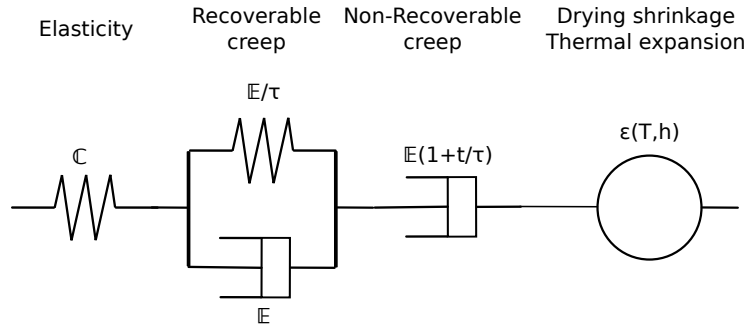 Elasticity
Recoverable
creep
Non-Recoverable
creep
Drying shrinkage
Thermal expansion
ℂ
𝔼/τ
𝔼
𝔼(1+t/τ)
ε(T,h)